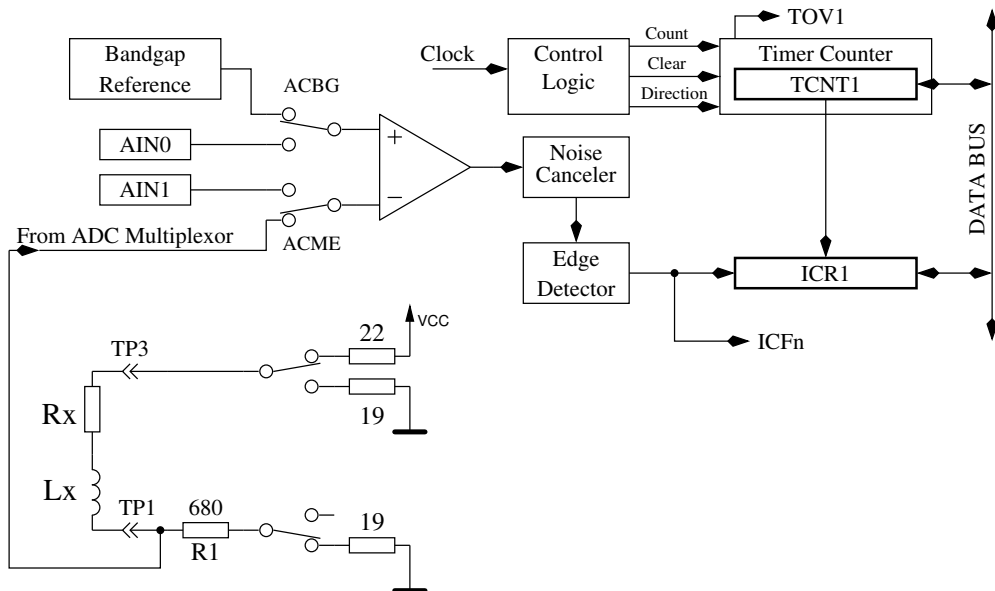 TOV1
Bandgap
Reference
ACBG
Clock
Control
Logic
Count
Clear
Direction
Timer Counter
TCNT1
AIN0
AIN1
+
−
Noise
Canceler
DATA BUS
From ADC Multiplexor
ACME
Edge
Detector
ICR1
ICFn
VCC
22
TP3
19
Rx
Lx
TP1
680
R1
19